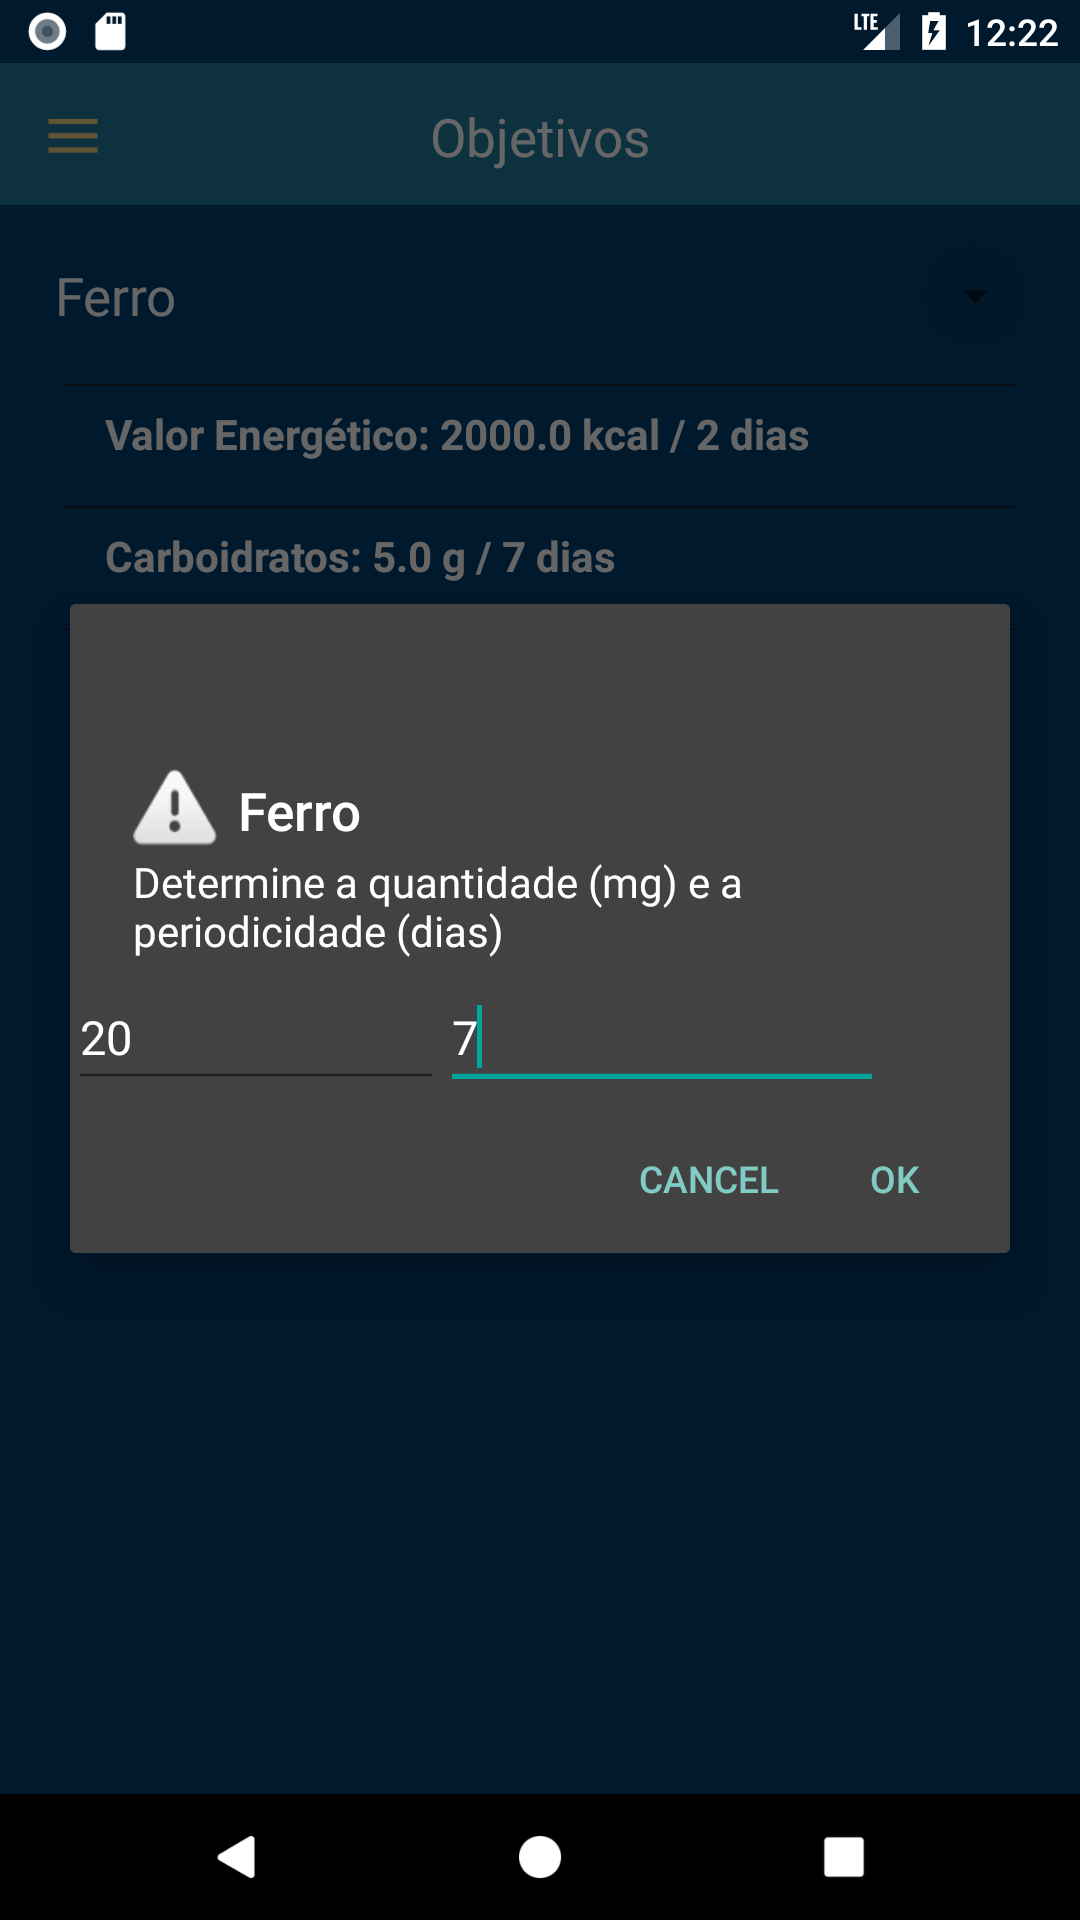 LTE 12:22
Objetivos
Ferro
Valor Energético: 2000.0 kcal / 2 dias
Carboidratos: 5.0 g / 7 dias
Ferro
Determine a quantidade (mg) e a
periodicidade (dias)
20 7
CANCEL OK